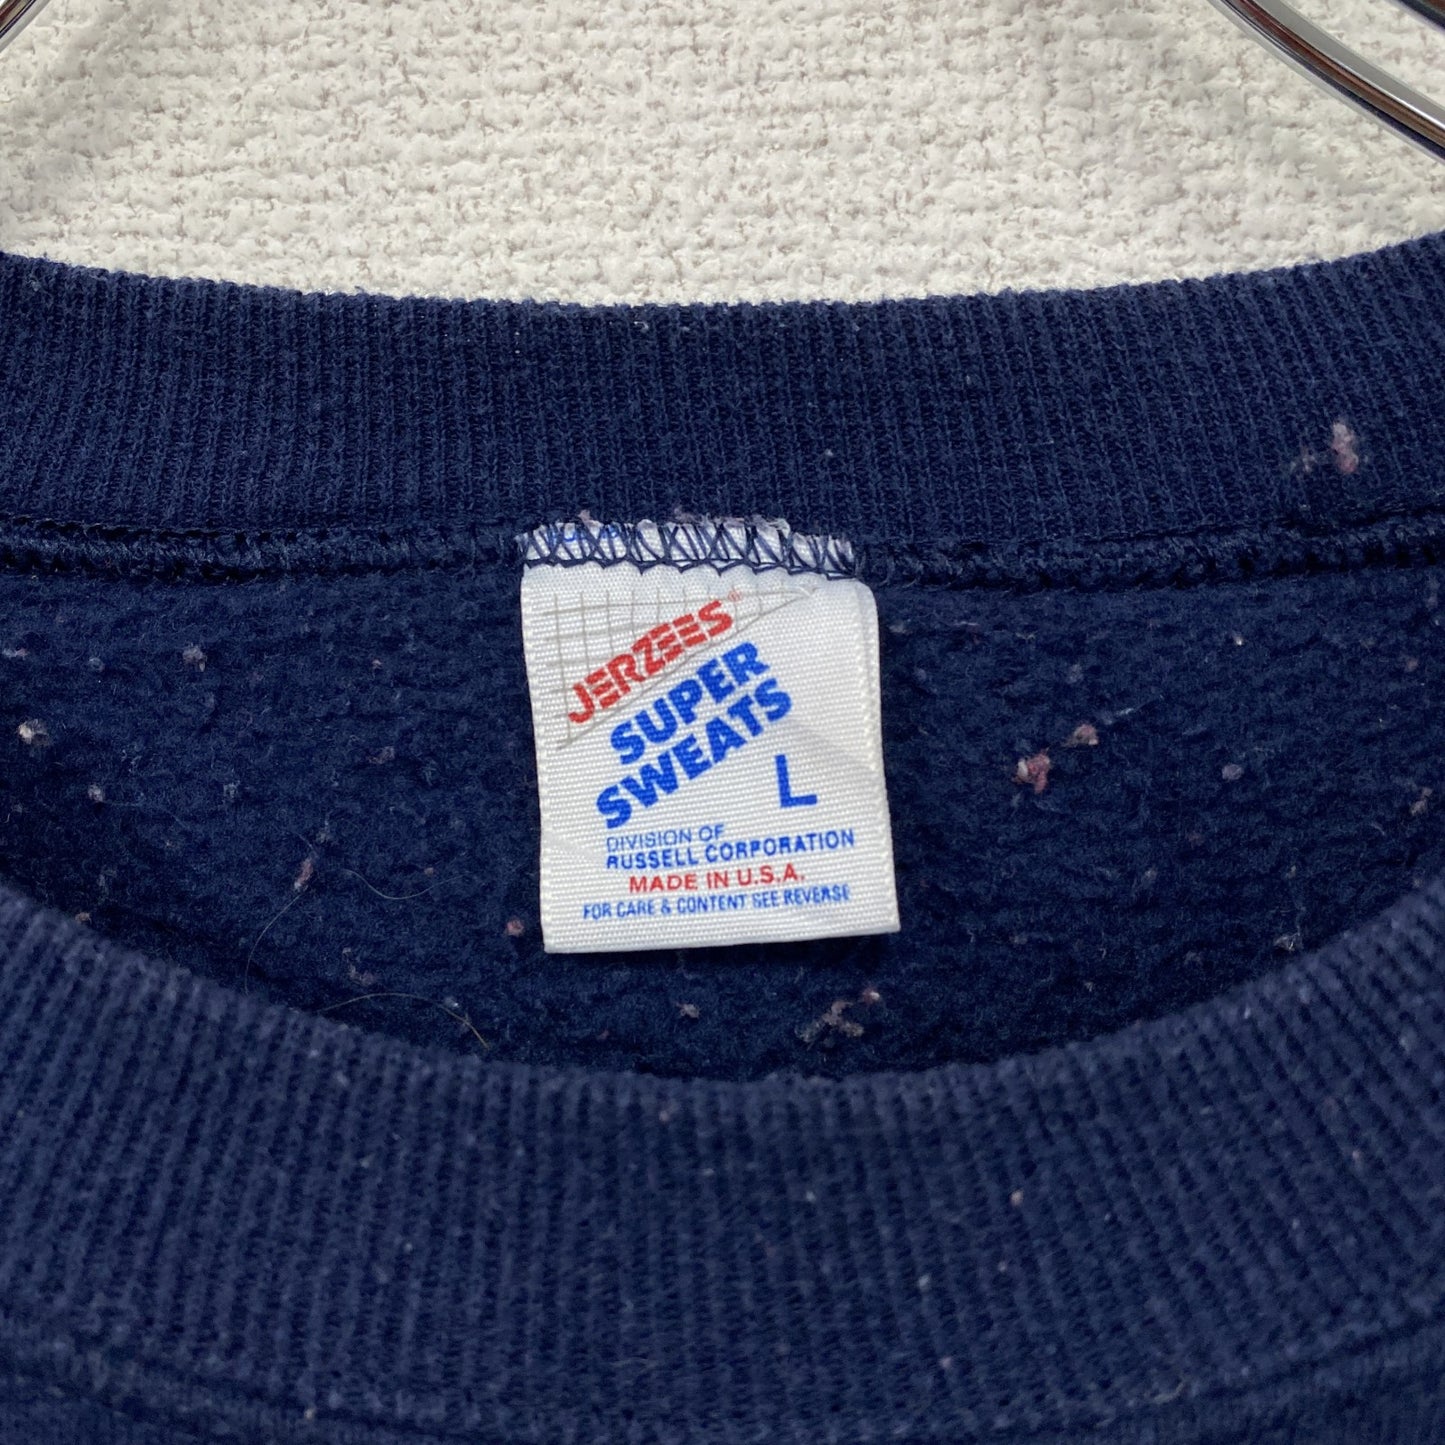 JERZEES®
SUPER
SWEATS
L
DIVISION OF
RUSSELL CORPORATION
MADE IN U.S.A.
FOR CARE & CONTENT SEE REVERSE